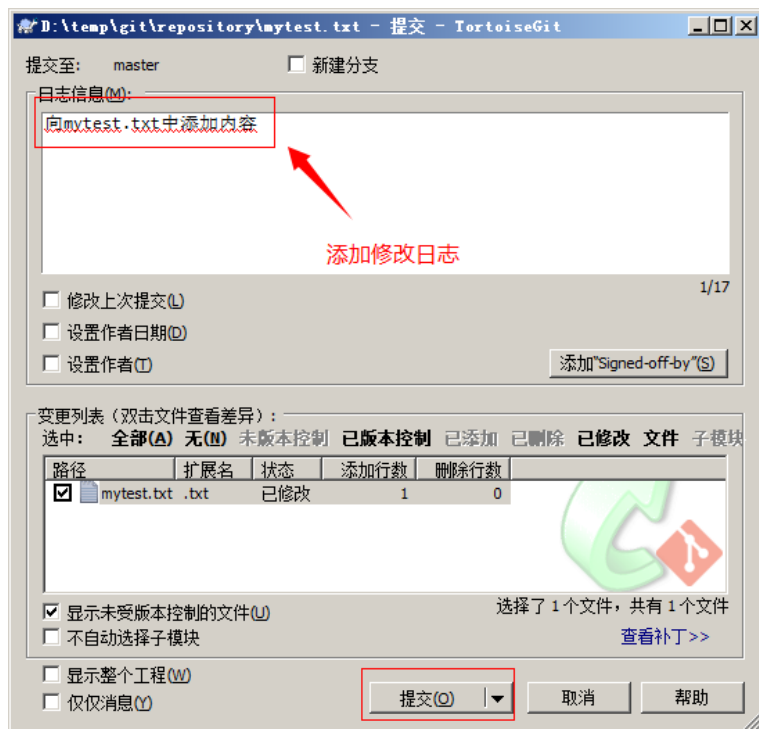 D:\temp\git\repository\mytest.txt - 提交 - TortoiseGit
提交至: master 新建分支
日志信息(M):
向mytest.txt中添加内容
添加修改日志
1/17
修改上次提交(L)
设置作者日期(D)
设置作者(T) 添加"Signed-off-by"(S)
变更列表（双击文件查看差异）:
选中: 全部(A) 无(N) 未版本控制 已版本控制 已添加 已删除 已修改 文件 子模块
路径 扩展名 状态 添加行数 删除行数
mytest.txt .txt 已修改 1 0
显示未受版本控制的文件(U) 选择了1个文件，共有1个文件
不自动选择子模块 查看补丁>>
显示整个工程(W)
仅仅消息(Y) 提交(O) 取消 帮助